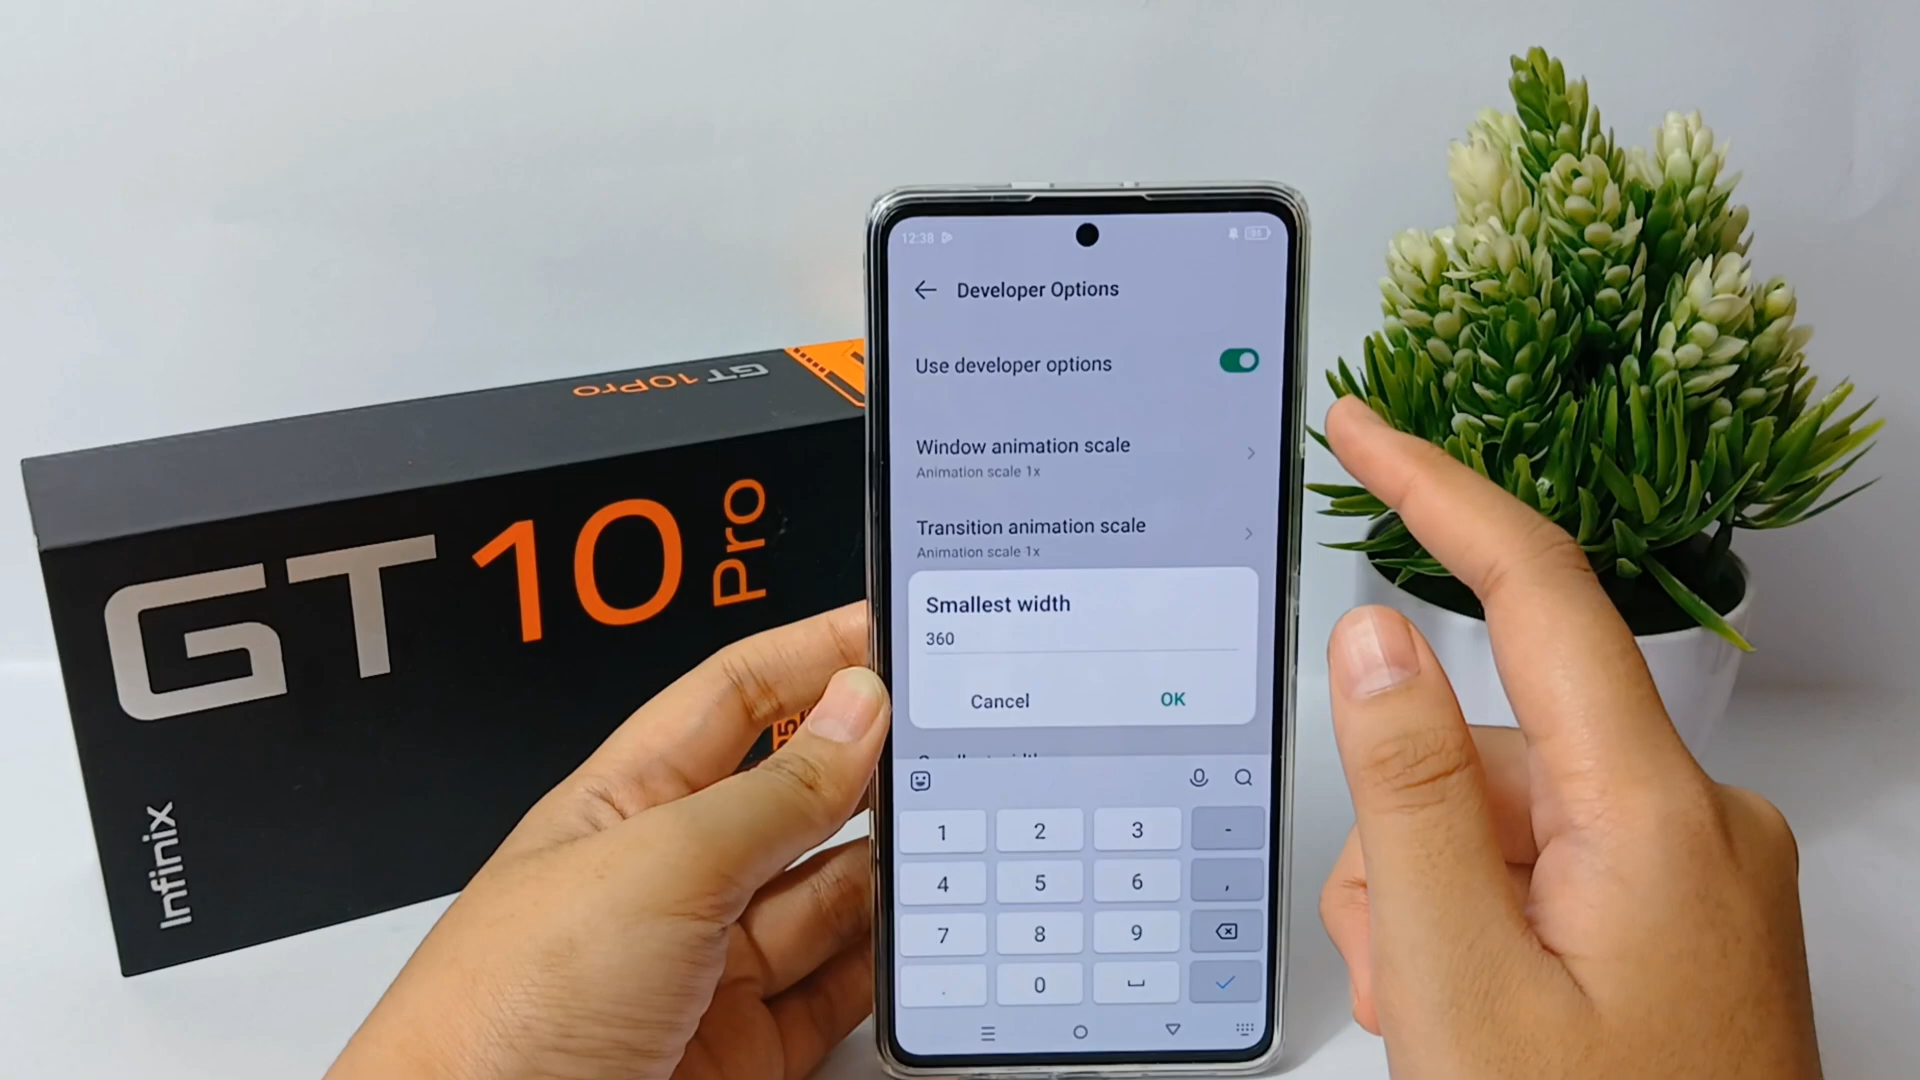 GT 10Pro
GT 10 Pro
Infinix
12:38
Developer Options
Use developer options
Window animation scale
Animation scale 1x
Transition animation scale
Animation scale 1x
Smallest width
360
Cancel
OK
1 2 3 -
4 5 6 ,
7 8 9
. 0